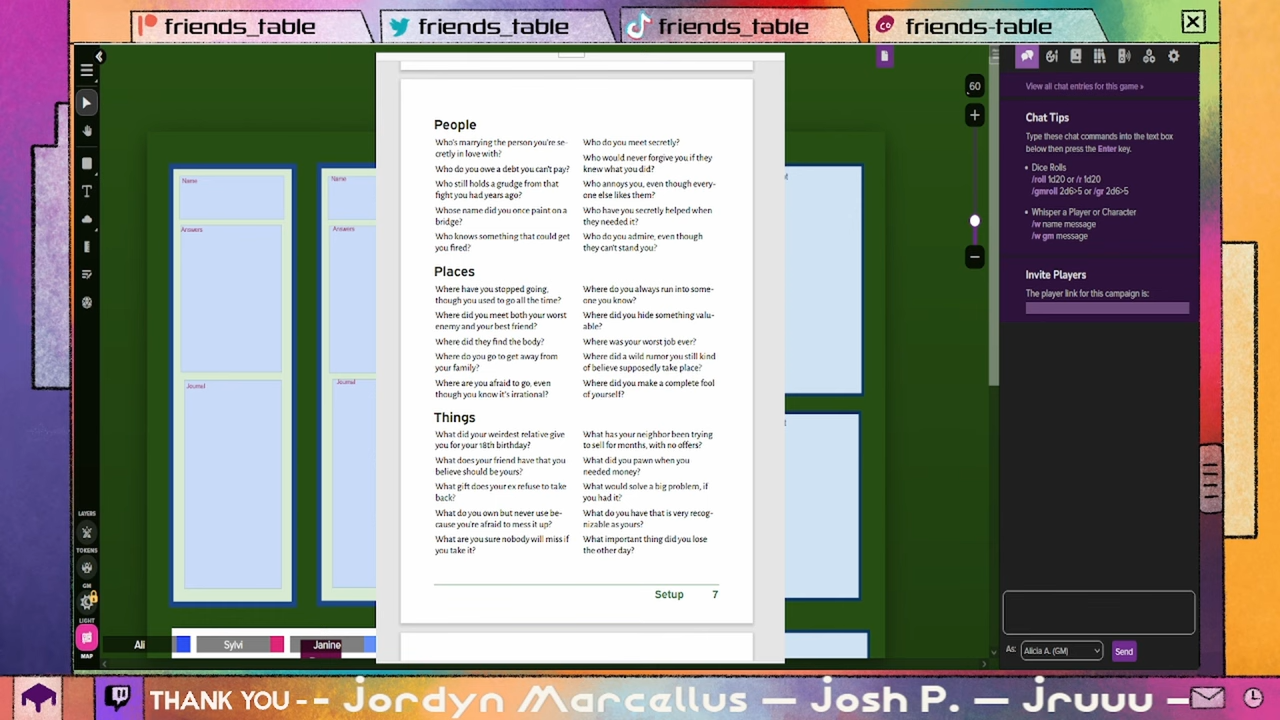 friends_table
friends_table
friends_table
friends-table
60
View all chat entries for this game »
Chat Tips
Type these chat commands into the text box
below then press the Enter key.
• Dice Rolls
/roll 1d20 or /r 1d20
/gmroll 2d6>5 or /gr 2d6>5
• Whisper a Player or Character
/w name message
/w gm message
Invite Players
The player link for this campaign is:
As:
Alicia A. (GM)
Send
Name
Answers
Journal
Name
Answers
Journal
People
Who's marrying the person you're se-
cretly in love with?
Who do you owe a debt you can't pay?
Who still holds a grudge from that
fight you had years ago?
Whose name did you once paint on a
bridge?
Who knows something that could get
you fired?
Who do you meet secretly?
Who would never forgive you if they
knew what you did?
Who annoys you, even though every-
one else likes them?
Who have you secretly helped when
they needed it?
Who do you admire, even though
they can't stand you?
Places
Where have you stopped going,
though you used to go all the time?
Where did you meet both your worst
enemy and your best friend?
Where did they find the body?
Where do you go to get away from
your family?
Where are you afraid to go, even
though you know it's irrational?
Where do you always run into some-
one you know?
Where did you hide something valu-
able?
Where was your worst job ever?
Where did a wild rumor you still kind
of believe supposedly take place?
Where did you make a complete fool
of yourself?
Things
What did your weirdest relative give
you for your 18th birthday?
What does your friend have that you
believe should be yours?
What gift does your ex refuse to take
back?
What do you own but never use be-
cause you're afraid to mess it up?
What are you sure nobody will miss if
you take it?
What has your neighbor been trying
to sell for months, with no offers?
What did you pawn when you
needed money?
What would solve a big problem, if
you had it?
What do you have that is very recog-
nizable as yours?
What important thing did you lose
the other day?
Setup 7
LAYERS
TOKENS
GM
LIGHT
MAP
Ali
Sylvi
Janine
THANK YOU -- Jordyn Marcellus — Josh P. — Jruuu —